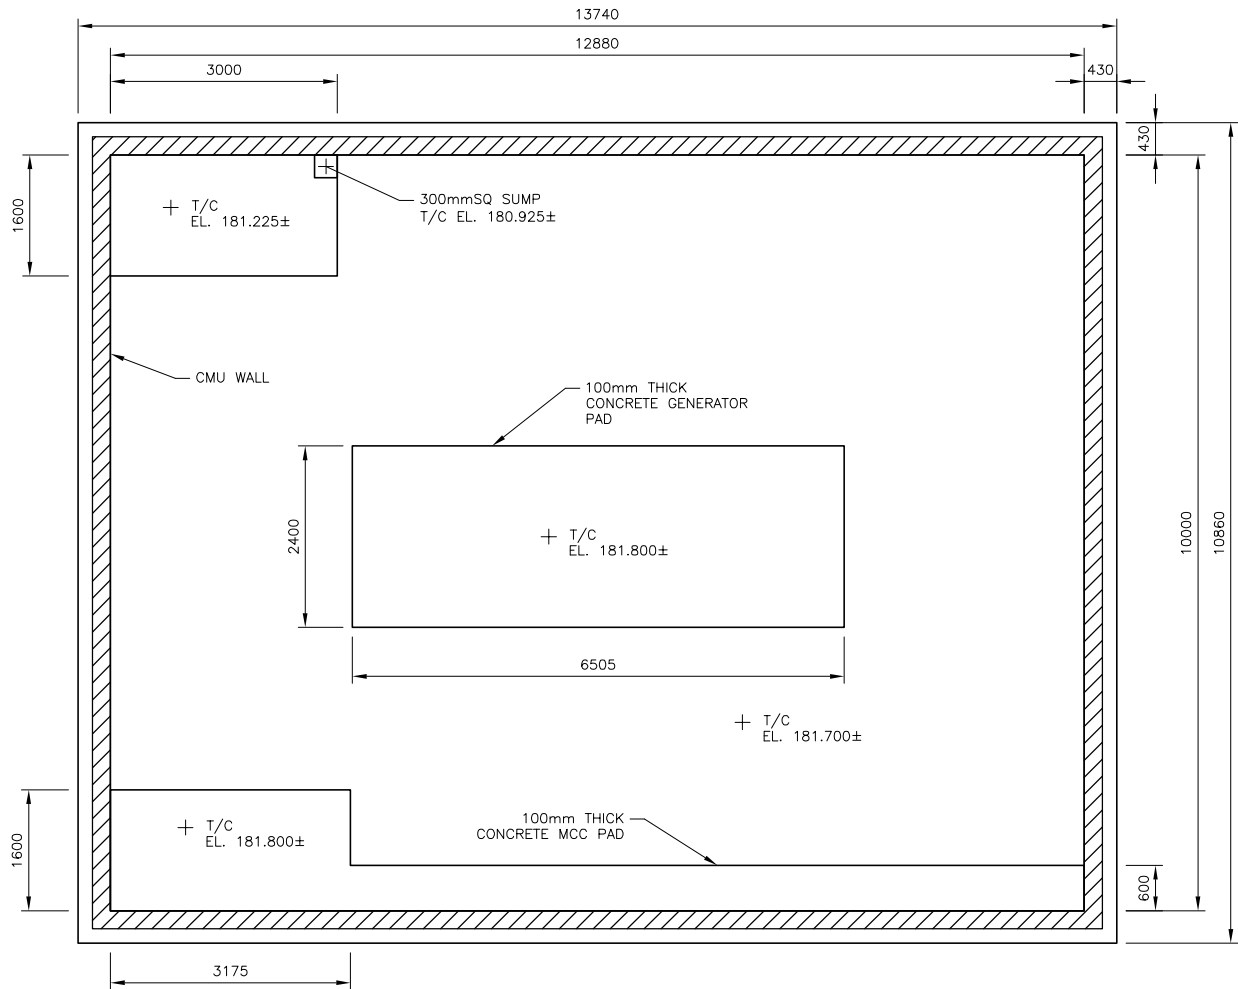 13740
12880
3000
430
430
1600
T/C
EL. 181.225±
300mmSQ SUMP
T/C EL. 180.925±
CMU WALL
100mm THICK
CONCRETE GENERATOR
PAD
2400
T/C
EL. 181.800±
10000
10860
6505
T/C
EL. 181.700±
1600
T/C
EL. 181.800±
100mm THICK
CONCRETE MCC PAD
600
3175